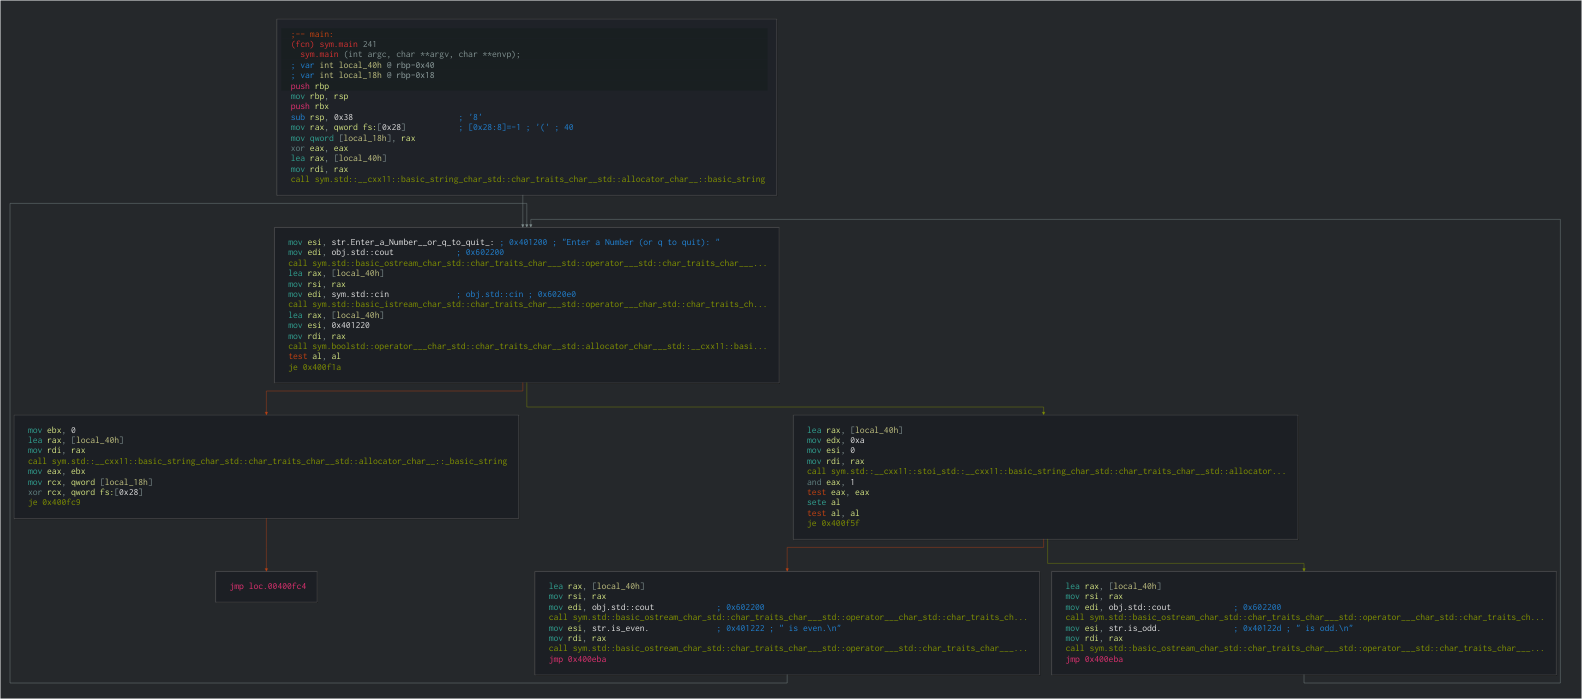 ;-- main:
(fcn) sym.main 241
sym.main (int argc, char **argv, char **envp);
; var int local_40h @ rbp-0x40
; var int local_18h @ rbp-0x18
push rbp
mov rbp, rsp
push rbx
sub rsp, 0x38 ; '8'
mov rax, qword fs:[0x28] ; [0x28:8]=-1 ; '(' ; 40
mov qword [local_18h], rax
xor eax, eax
lea rax, [local_40h]
mov rdi, rax
call sym.std::__cxx11::basic_string_char_std::char_traits_char__std::allocator_char__::basic_string
mov esi, str.Enter_a_Number__or_q_to_quit_: ; 0x401200 ; "Enter a Number (or q to quit): "
mov edi, obj.std::cout ; 0x602200
call sym.std::basic_ostream_char_std::char_traits_char___std::operator___std::char_traits_char___...
lea rax, [local_40h]
mov rsi, rax
mov edi, sym.std::cin ; obj.std::cin ; 0x6020e0
call sym.std::basic_istream_char_std::char_traits_char___std::operator___char_std::char_traits_ch...
lea rax, [local_40h]
mov esi, 0x401220
mov rdi, rax
call sym.boolstd::operator___char_std::char_traits_char__std::allocator_char___std::__cxx11::basi...
test al, al
je 0x400f1a
mov ebx, 0
lea rax, [local_40h]
mov rdi, rax
call sym.std::__cxx11::basic_string_char_std::char_traits_char__std::allocator_char__::_basic_string
mov eax, ebx
mov rcx, qword [local_18h]
xor rcx, qword fs:[0x28]
je 0x400fc9
lea rax, [local_40h]
mov edx, 0xa
mov esi, 0
mov rdi, rax
call sym.std::__cxx11::stoi_std::__cxx11::basic_string_char_std::char_traits_char__std::allocator...
and eax, 1
test eax, eax
sete al
test al, al
je 0x400f5f
jmp loc.00400fc4
lea rax, [local_40h]
mov rsi, rax
mov edi, obj.std::cout ; 0x602200
call sym.std::basic_ostream_char_std::char_traits_char___std::operator___char_std::char_traits_ch...
mov esi, str.is_even. ; 0x401222 ; " is even.\n"
mov rdi, rax
call sym.std::basic_ostream_char_std::char_traits_char___std::operator___std::char_traits_char___...
jmp 0x400eba
lea rax, [local_40h]
mov rsi, rax
mov edi, obj.std::cout ; 0x602200
call sym.std::basic_ostream_char_std::char_traits_char___std::operator___char_std::char_traits_ch...
mov esi, str.is_odd. ; 0x40122d ; " is odd.\n"
mov rdi, rax
call sym.std::basic_ostream_char_std::char_traits_char___std::operator___std::char_traits_char___...
jmp 0x400eba